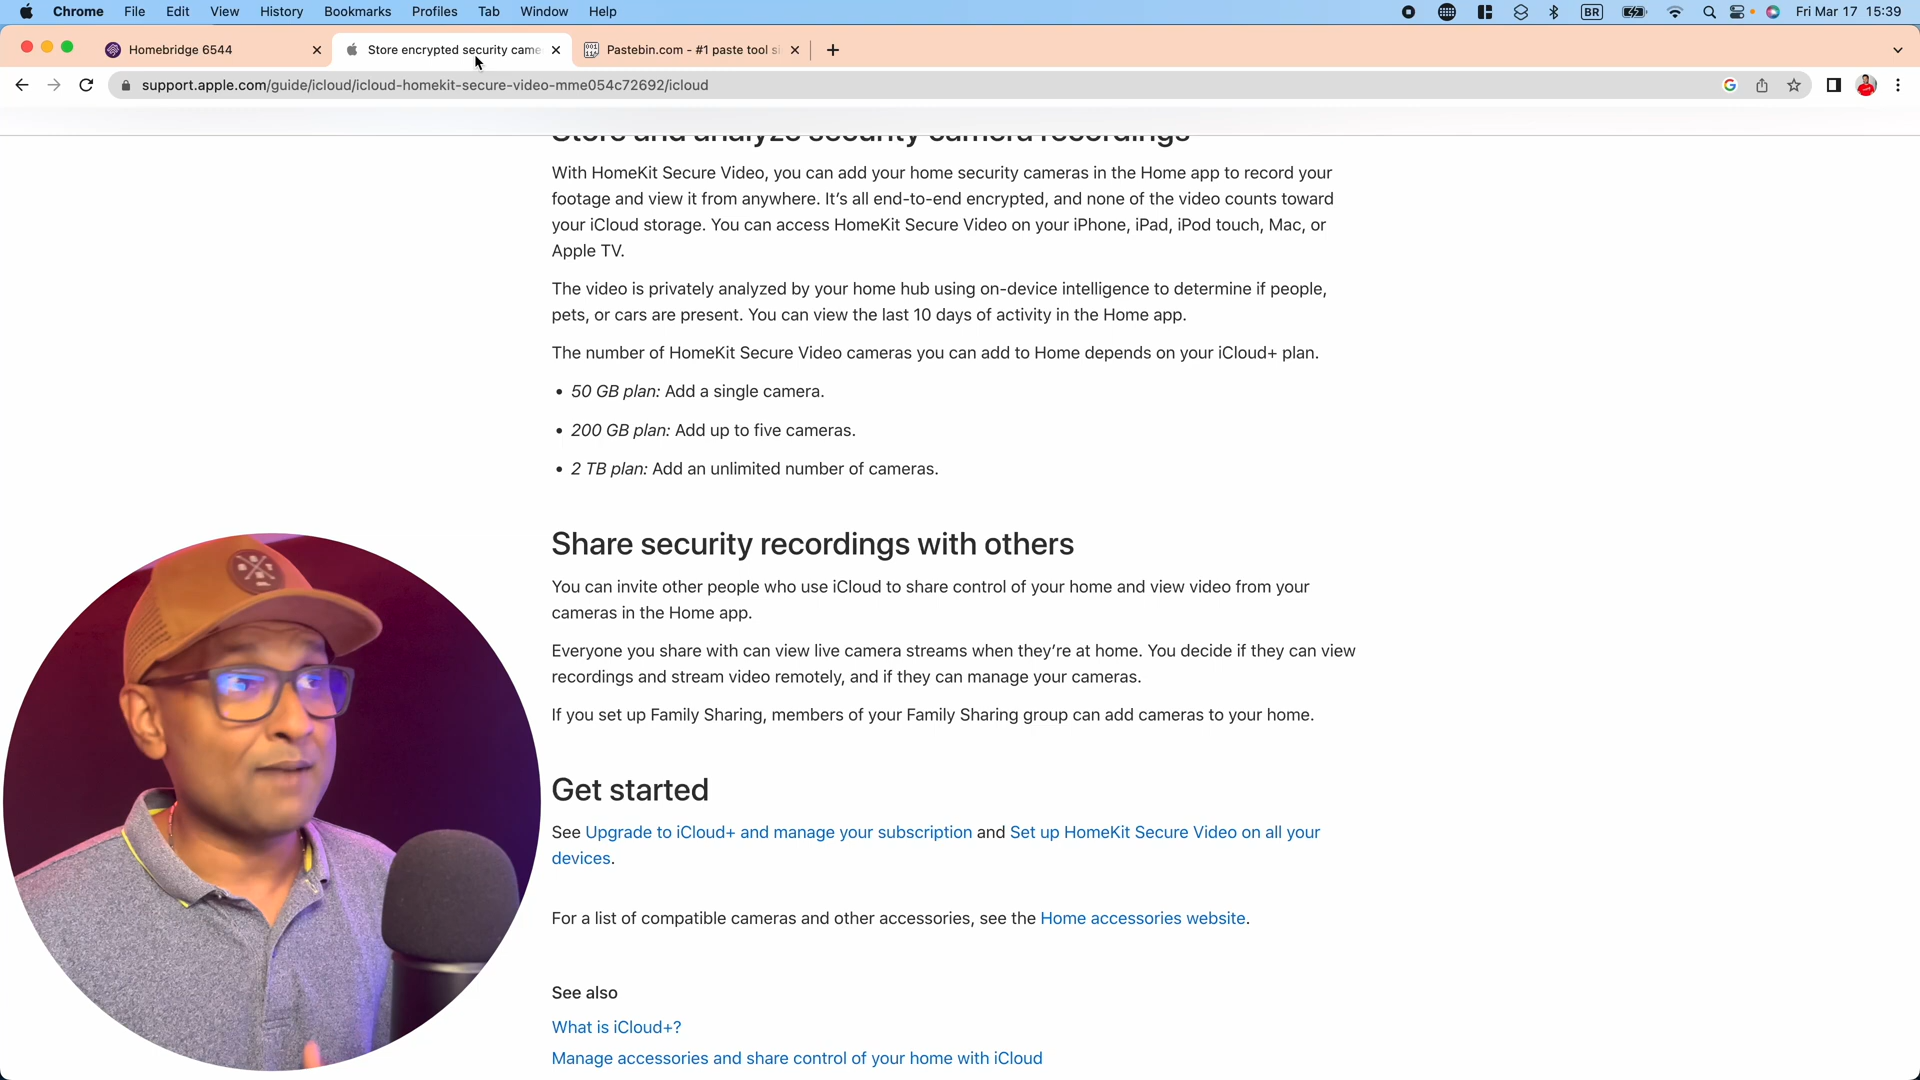 Chrome File Edit View History Bookmarks Profiles Tab Window Help BR Fri Mar 17 15:39
Homebridge 6544 Store encrypted security came Pastebin.com - #1 paste tool si
support.apple.com/guide/icloud/icloud-homekit-secure-video-mme054c72692/icloud
Store and analyze security camera recordings
With HomeKit Secure Video, you can add your home security cameras in the Home app to record your
footage and view it from anywhere. It's all end-to-end encrypted, and none of the video counts toward
your iCloud storage. You can access HomeKit Secure Video on your iPhone, iPad, iPod touch, Mac, or
Apple TV.
The video is privately analyzed by your home hub using on-device intelligence to determine if people,
pets, or cars are present. You can view the last 10 days of activity in the Home app.
The number of HomeKit Secure Video cameras you can add to Home depends on your iCloud+ plan.
• 50 GB plan: Add a single camera.
• 200 GB plan: Add up to five cameras.
• 2 TB plan: Add an unlimited number of cameras.
Share security recordings with others
You can invite other people who use iCloud to share control of your home and view video from your
cameras in the Home app.
Everyone you share with can view live camera streams when they're at home. You decide if they can view
recordings and stream video remotely, and if they can manage your cameras.
If you set up Family Sharing, members of your Family Sharing group can add cameras to your home.
Get started
See Upgrade to iCloud+ and manage your subscription and Set up HomeKit Secure Video on all your
devices.
For a list of compatible cameras and other accessories, see the Home accessories website.
See also
What is iCloud+?
Manage accessories and share control of your home with iCloud